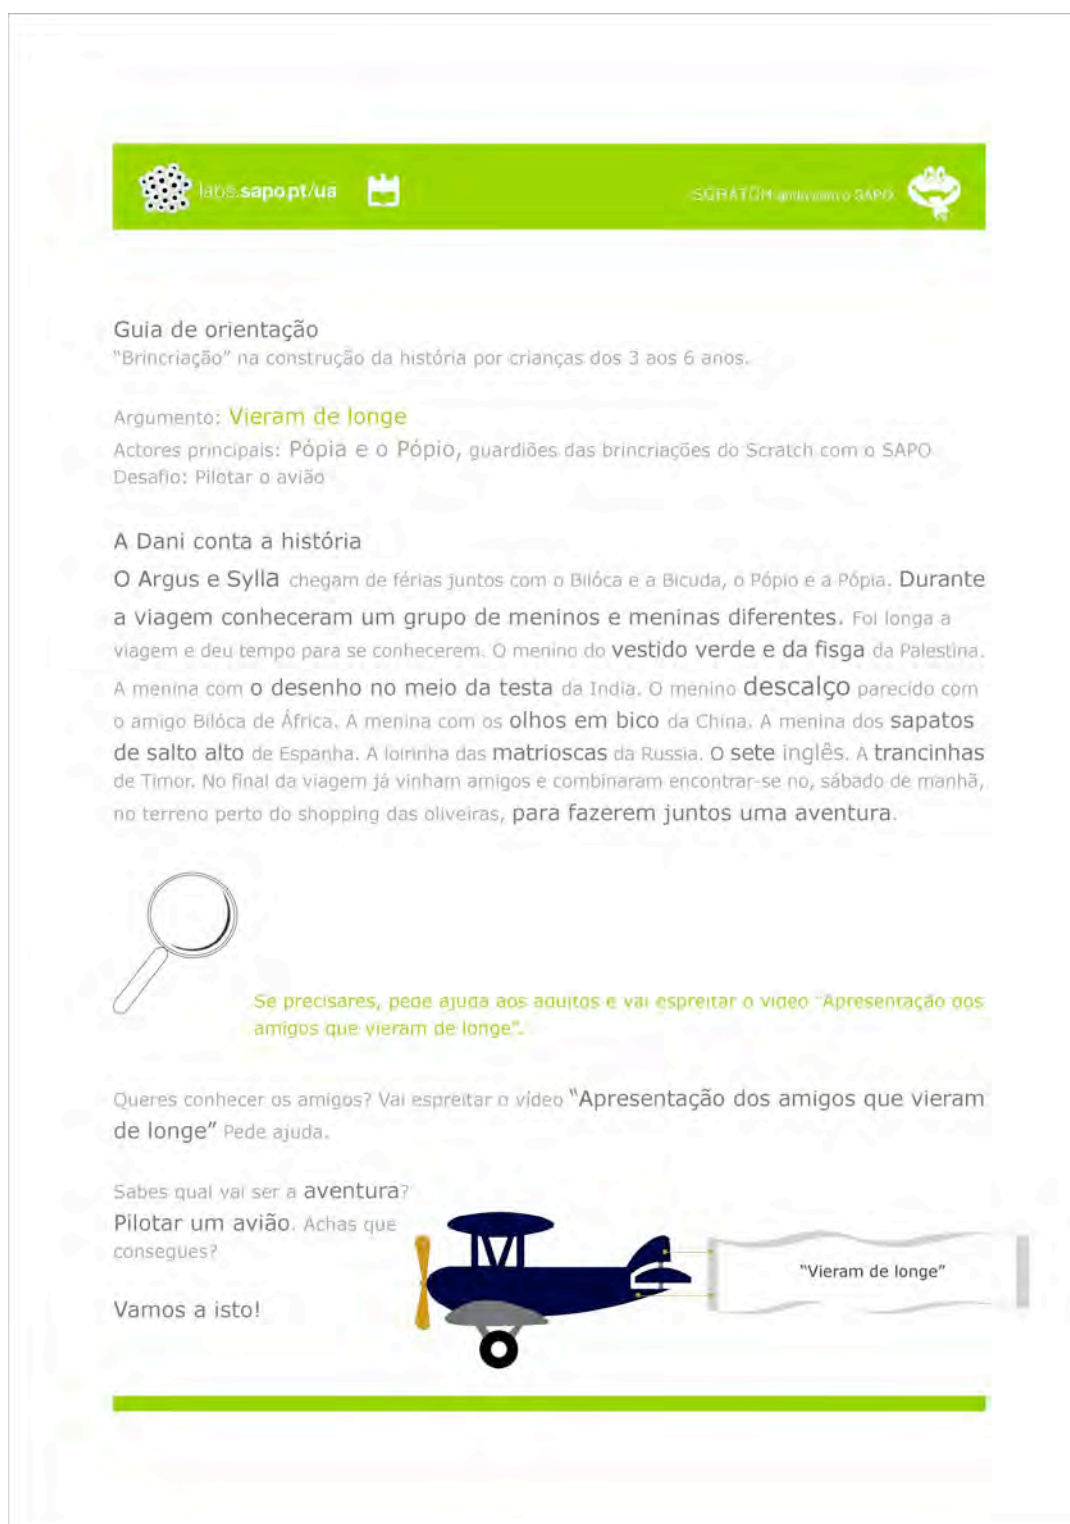 labs.sapo.pt/ua
SCRATCH SAPO
Guia de orientação
"Brincriação" na construção da história por crianças dos 3 aos 6 anos.
Argumento: Vieram de longe
Actores principais: Pópia e o Pópio, guardiões das brincriações do Scratch com o SAPO
Desafio: Pilotar o avião
A Dani conta a história
O Argus e Sylla chegam de férias juntos com o Bilóca e a Bicuda, o Pópio e a Pópia. Durante
a viagem conheceram um grupo de meninos e meninas diferentes. Foi longa a
viagem e deu tempo para se conhecerem. O menino do vestido verde e da fisga da Palestina.
A menina com o desenho no meio da testa da India. O menino descalço parecido com
o amigo Bilóca de África. A menina com os olhos em bico da China. A menina dos sapatos
de salto alto de Espanha. A loirinha das matrioscas da Russia. O sete inglês. A trancinhas
de Timor. No final da viagem já vinham amigos e combinaram encontrar-se no, sábado de manhã,
no terreno perto do shopping das oliveiras, para fazerem juntos uma aventura.
Se precisares, pede ajuda aos adultos e vai espreitar o vídeo "Apresentação dos
amigos que vieram de longe".
Queres conhecer os amigos? Vai espreitar o vídeo "Apresentação dos amigos que vieram
de longe" Pede ajuda.
Sabes qual vai ser a aventura?
Pilotar um avião. Achas que
consegues?
"Vieram de longe"
Vamos a isto!